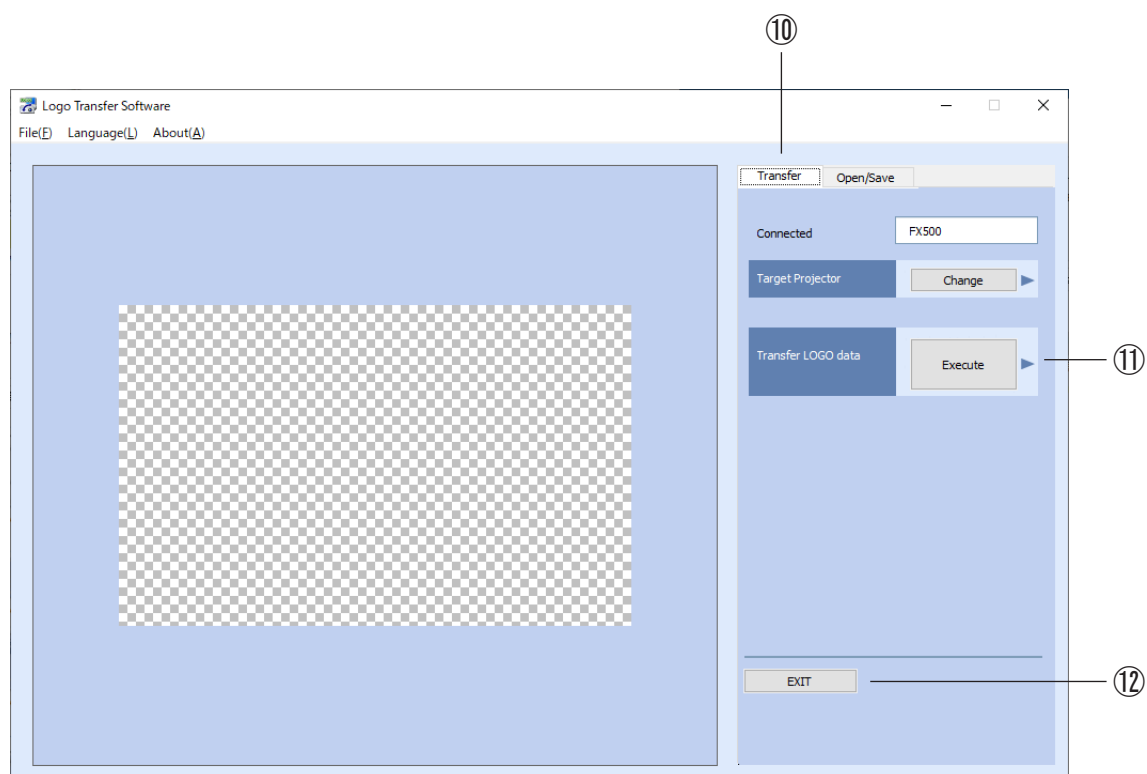 ⑩
Logo Transfer Software
File(F) Language(L) About(A)
Transfer Open/Save
Connected FX500
Target Projector Change
Transfer LOGO data Execute
⑪
EXIT
⑫